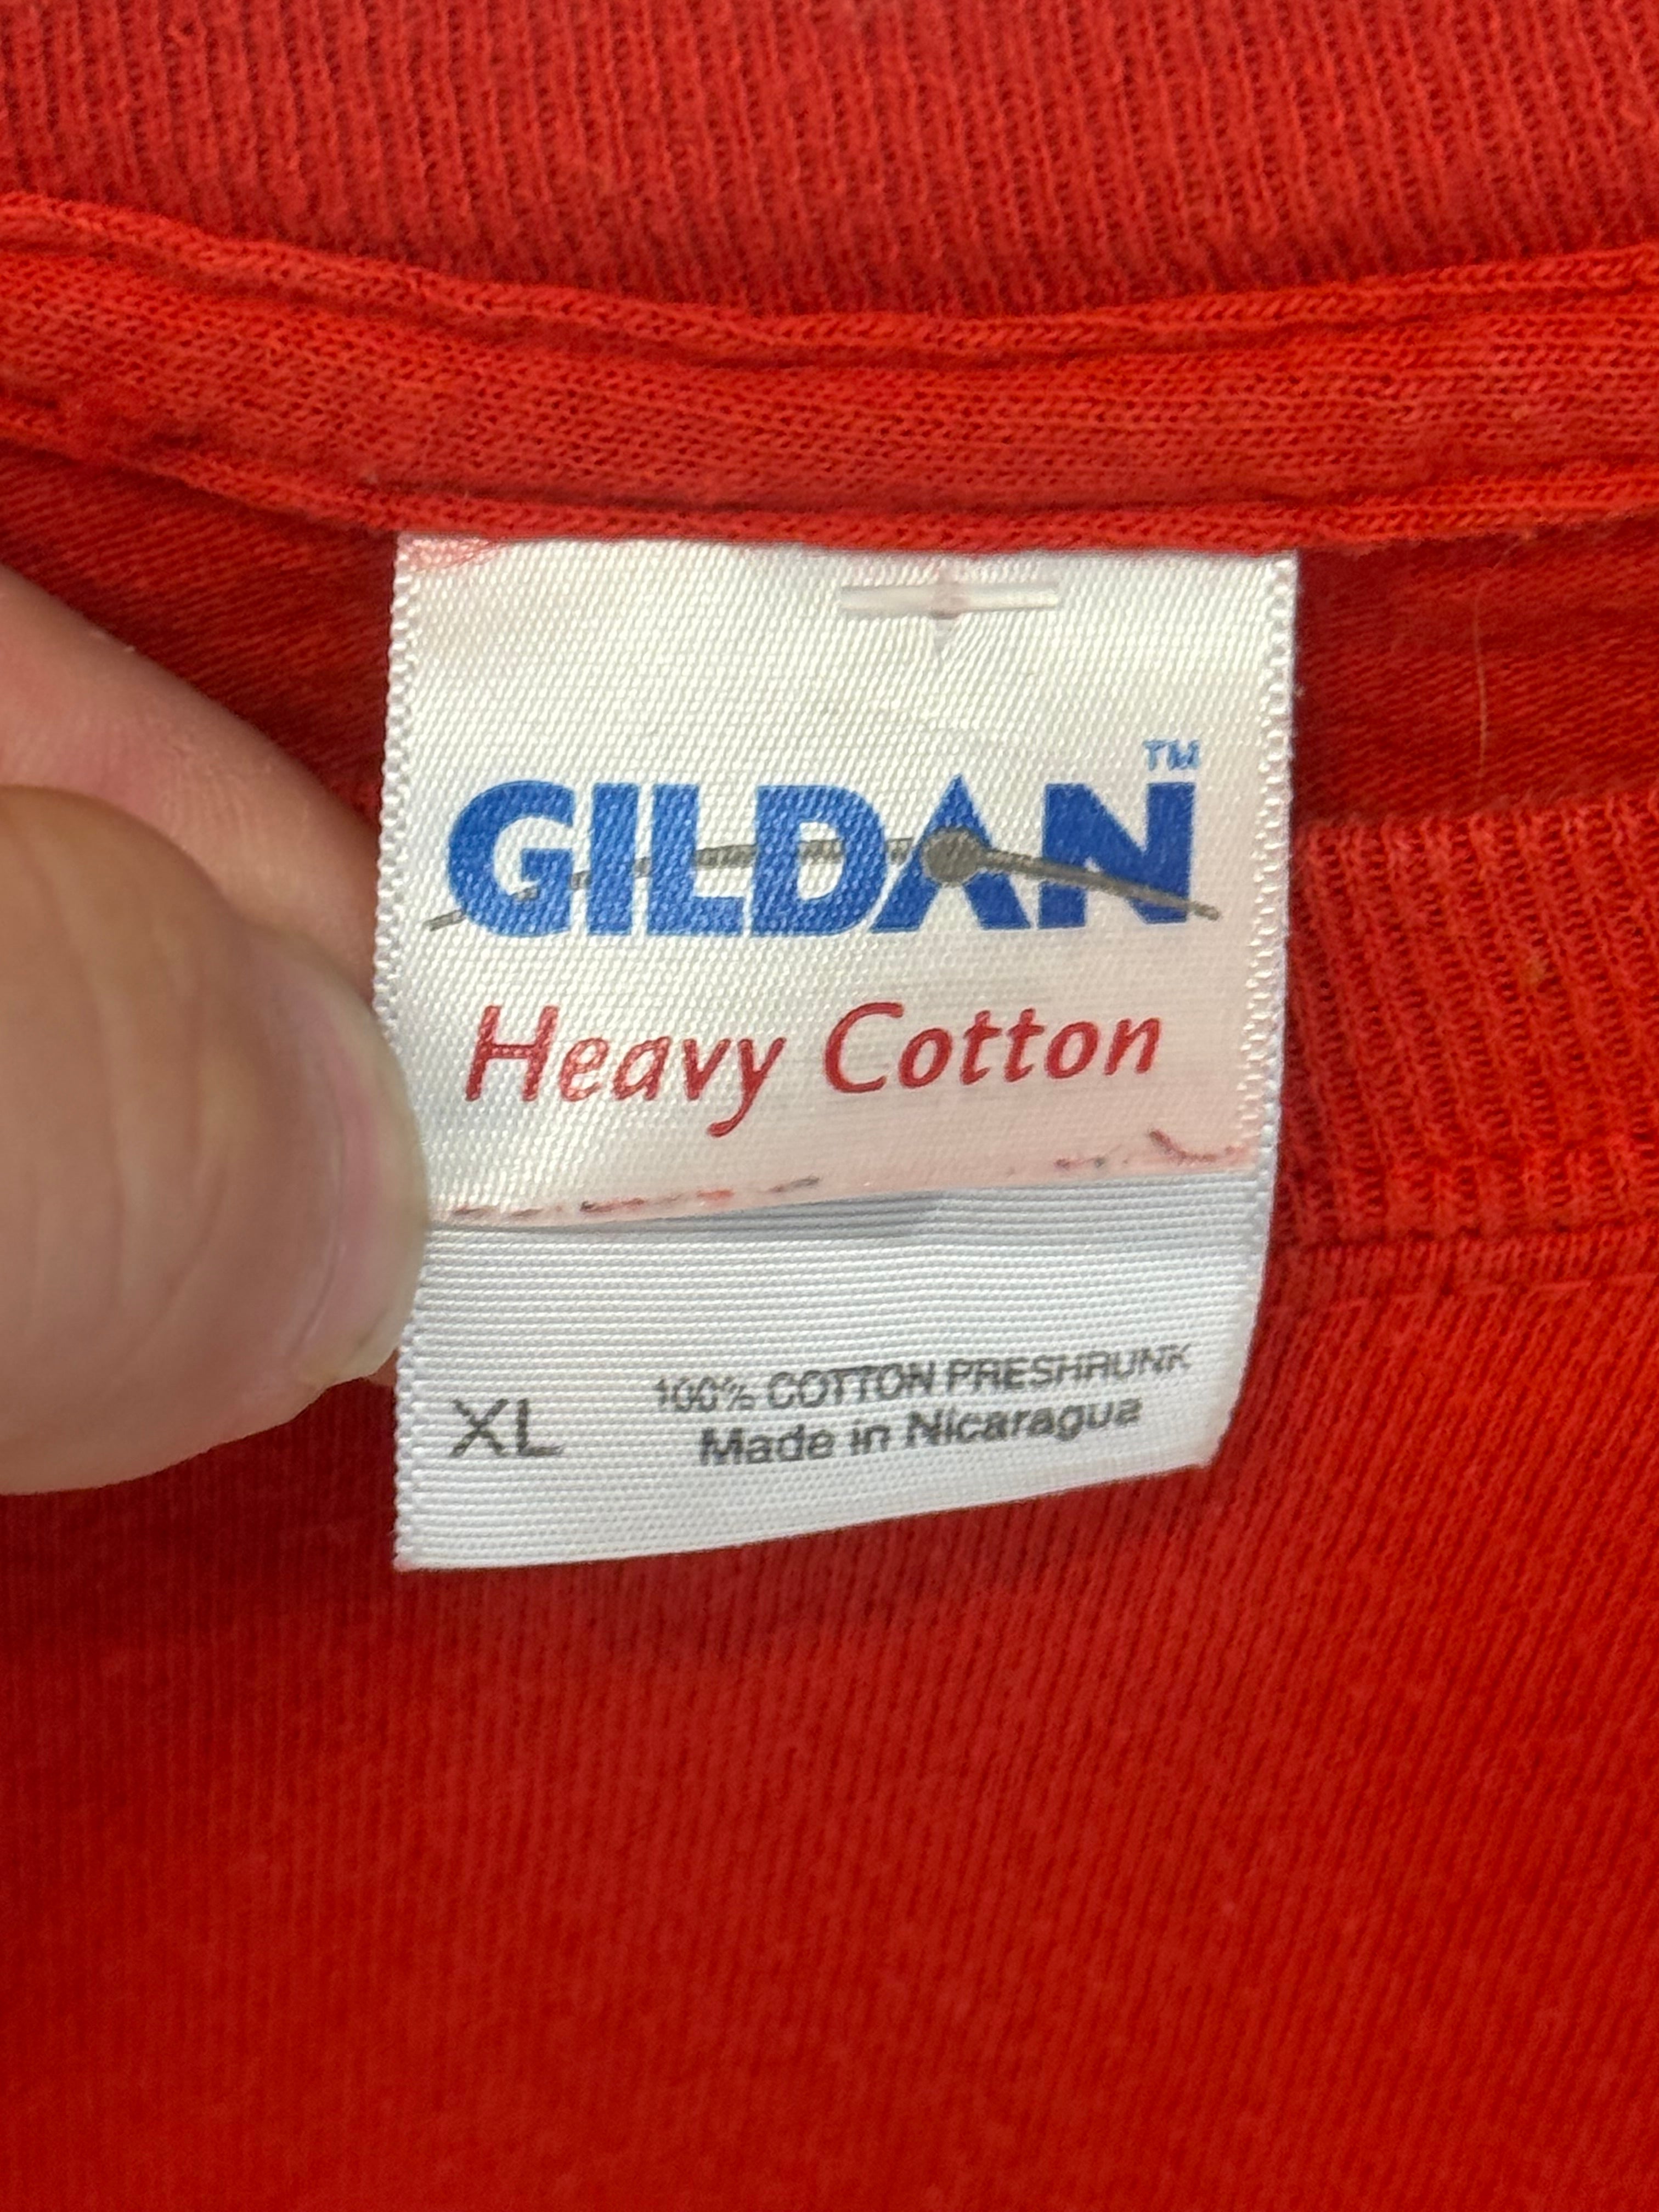 GILDAN™
Heavy Cotton
100% COTTON PRESHRUNK
XL Made in Nicaragua